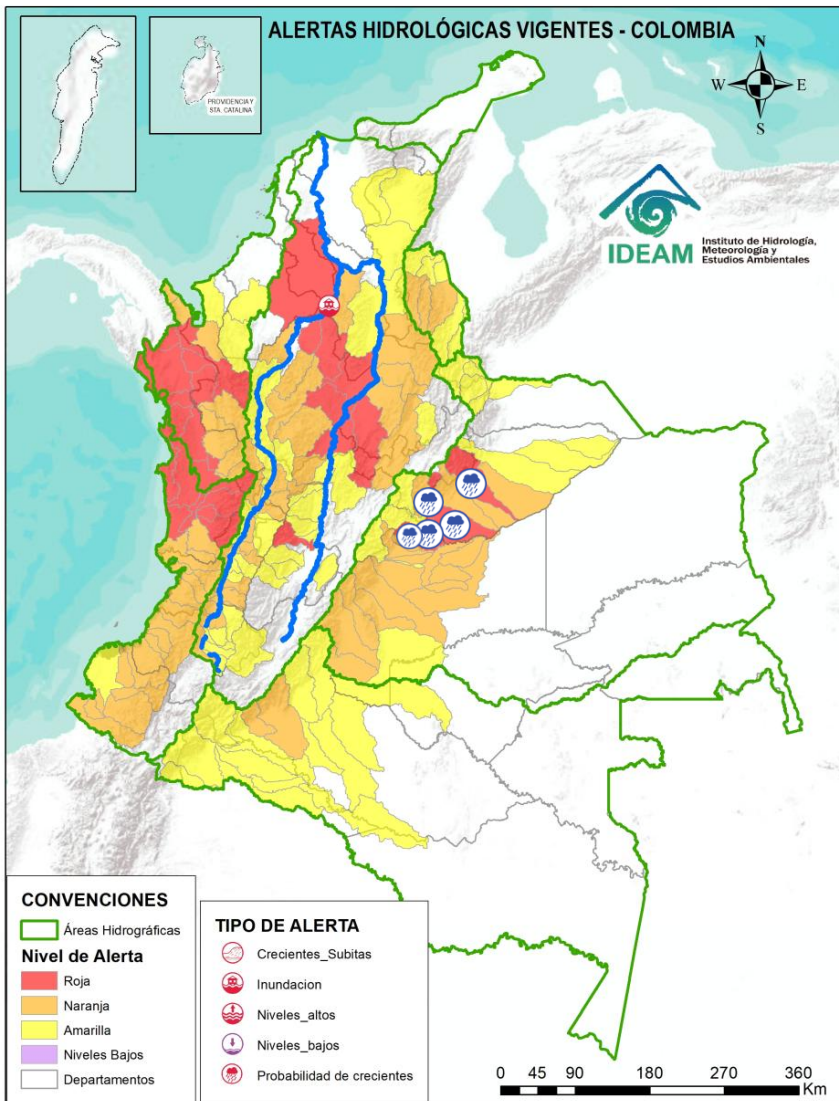 ALERTAS HIDROLÓGICAS VIGENTES - COLOMBIA
PROVIDENCIA Y
STA. CATALINA
N
W
E
S
IDEAM
Instituto de Hidrología,
Meteorología y
Estudios Ambientales
CONVENCIONES
Áreas Hidrográficas
Nivel de Alerta
Roja
Naranja
Amarilla
Niveles Bajos
Departamentos
TIPO DE ALERTA
Crecientes_Subitas
Inundacion
Niveles_altos
Niveles_bajos
Probabilidad de crecientes
0 45 90 180 270 360
Km